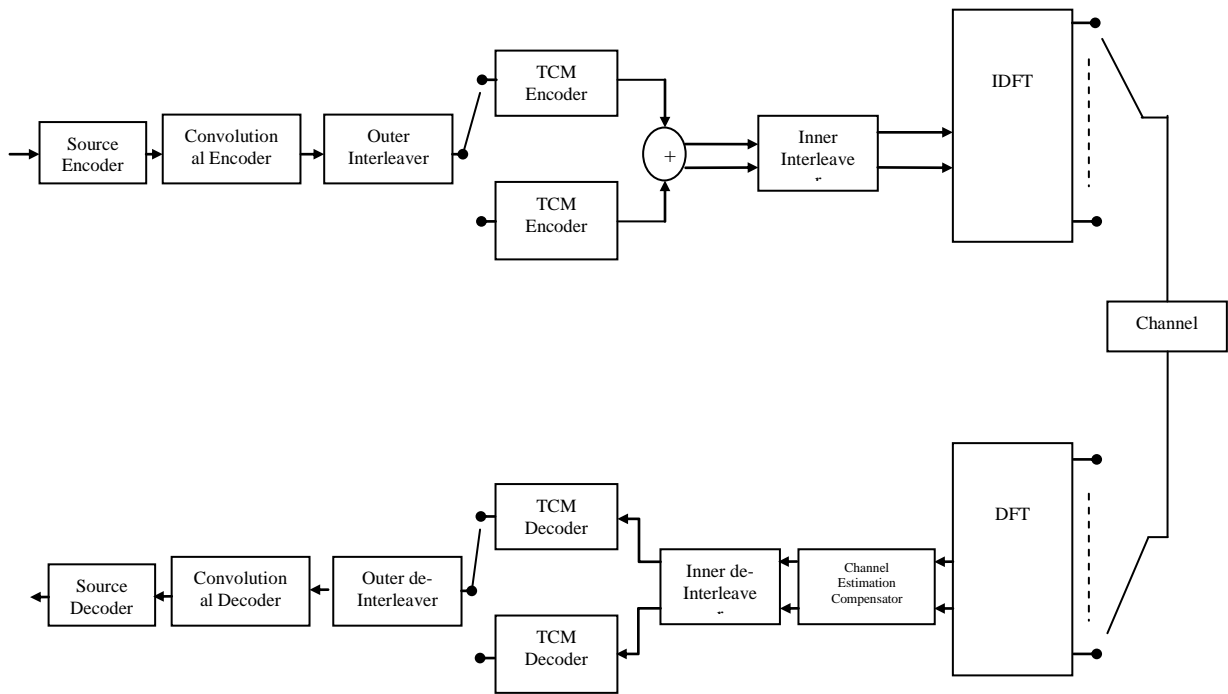 TCM
Encoder
IDFT
Source
Encoder
Convolution
al Encoder
Outer
Interleaver
+
Inner
Interleave
r
TCM
Encoder
Channel
TCM
Decoder
DFT
Source
Decoder
Convolution
al Decoder
Outer de-
Interleaver
Inner de-
Interleave
r
Channel
Estimation
Compensator
TCM
Decoder